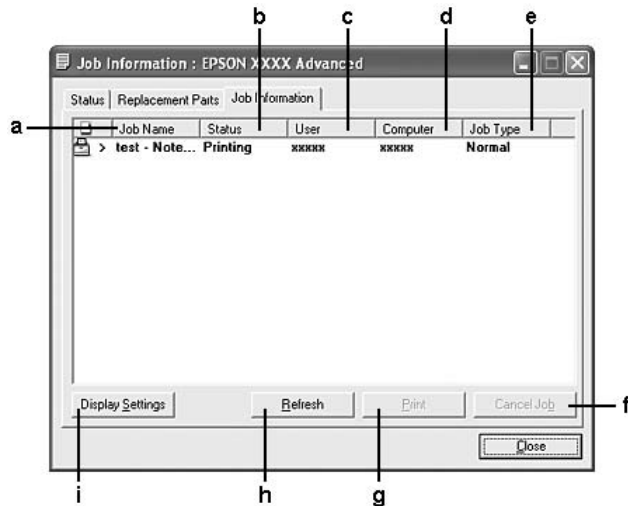 b c d e
Job Information : EPSON XXXX Advanced
Status Replacement Parts Job Information
a Job Name Status User Computer Job Type
> test - Note... Printing xxxxx xxxxx Normal
Display Settings Refresh Print Cancel Job f
Close
i h g